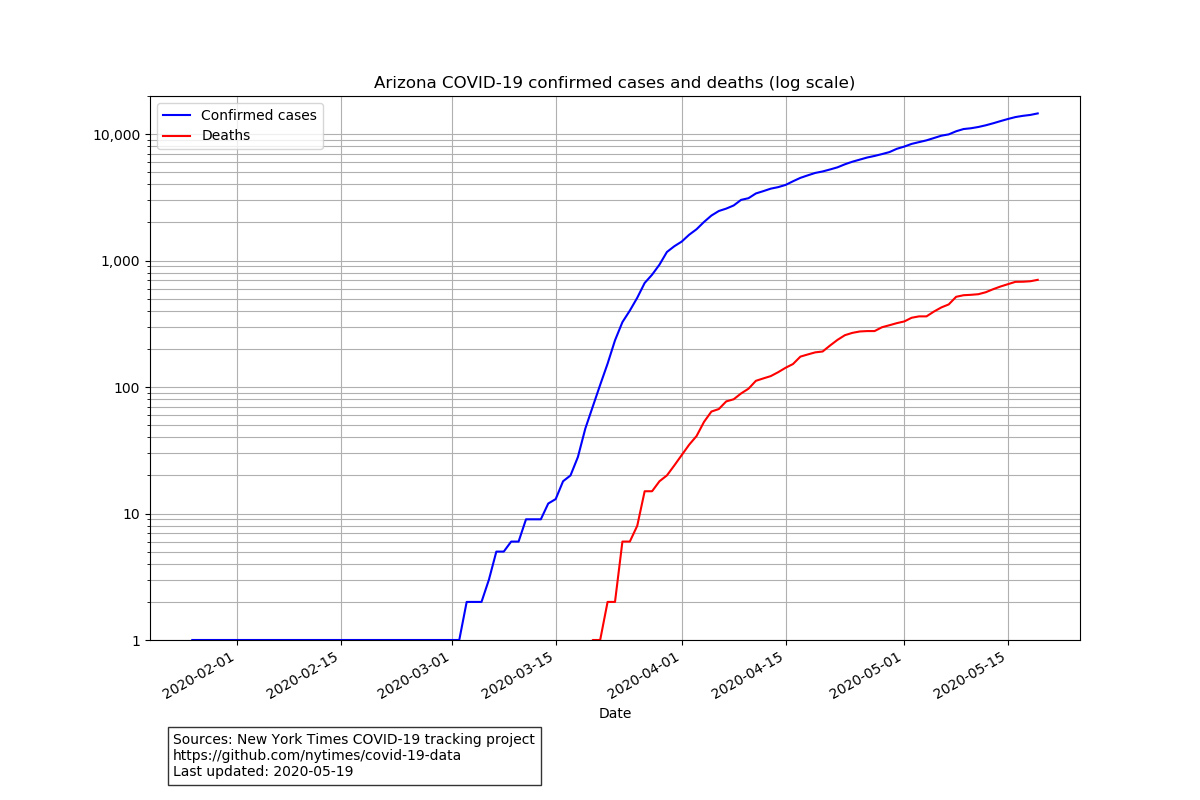 Arizona COVID-19 confirmed cases and deaths (log scale)
Confirmed cases
Deaths
10,000
1,000
100
10
1
2020-02-01
2020-02-15
2020-03-01
2020-03-15
2020-04-01
2020-04-15
2020-05-01
2020-05-15
Date
Sources: New York Times COVID-19 tracking project
https://github.com/nytimes/covid-19-data
Last updated: 2020-05-19